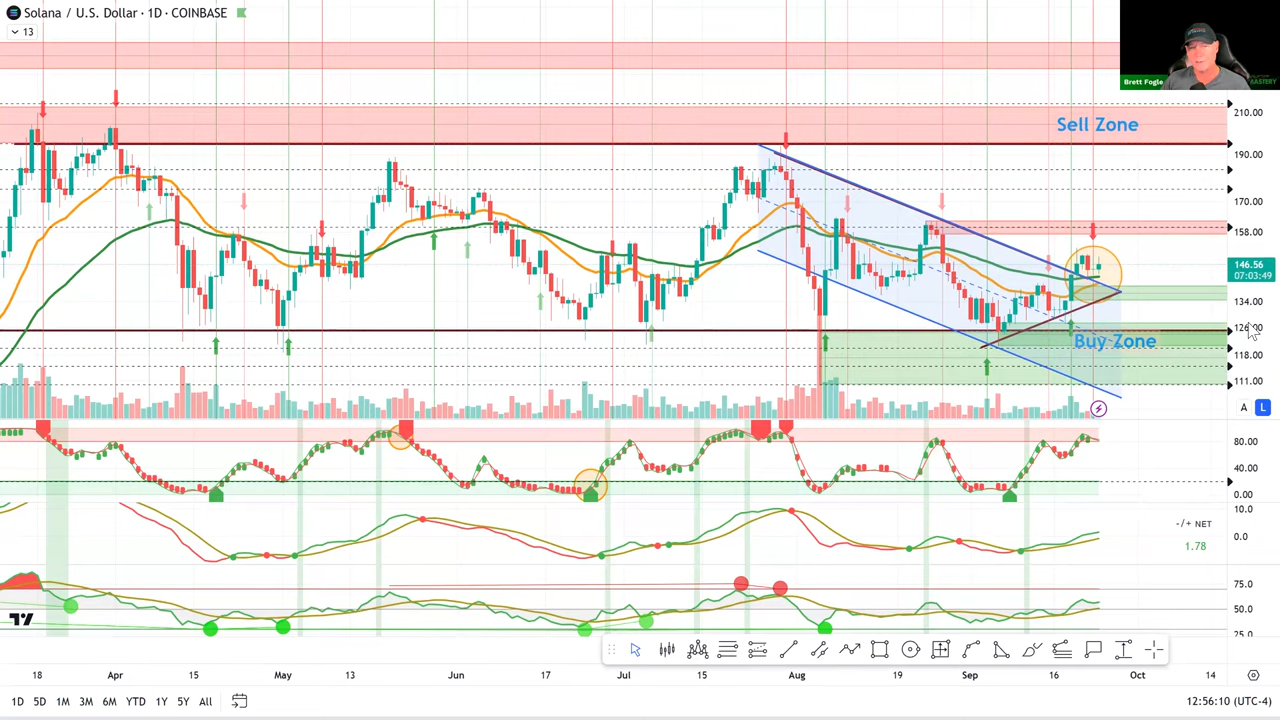 Solana / U.S. Dollar · 1D · COINBASE
13
Brett Fogle
Sell Zone
210.00
190.00
170.00
158.00
146.56
07:03:49
134.00
Buy Zone
118.00
111.00
A
L
80.00
40.00
0.00
10.0
-/+ NET
0.0
1.78
75.0
50.0
25.0
18
Apr
15
May
13
Jun
17
Jul
15
Aug
19
Sep
16
Oct
14
1D 5D 1M 3M 6M YTD 1Y 5Y All
12:56:10 (UTC-4)